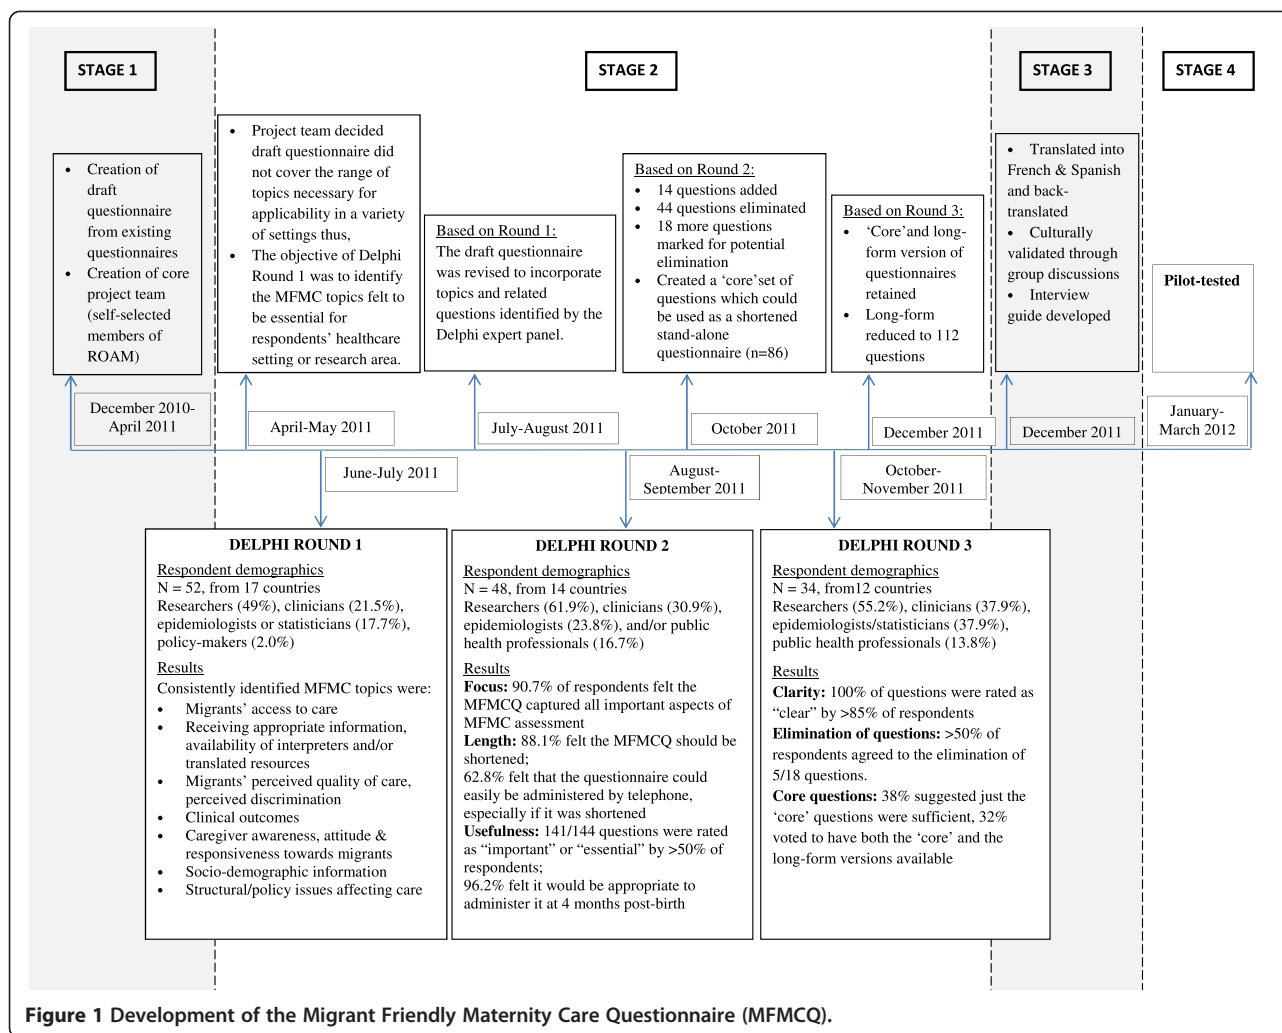 STAGE 1
STAGE 2
STAGE 3
STAGE 4
• Creation of
draft
questionnaire
from existing
questionnaires
• Creation of core
project team
(self-selected
members of
ROAM)
• Project team decided
draft questionnaire did
not cover the range of
topics necessary for
applicability in a variety
of settings thus,
• The objective of Delphi
Round 1 was to identify
the MFMC topics felt to
be essential for
respondents' healthcare
setting or research area.
Based on Round 1:
The draft questionnaire
was revised to incorporate
topics and related
questions identified by the
Delphi expert panel.
Based on Round 2:
• 14 questions added
• 44 questions eliminated
• 18 more questions
marked for potential
elimination
• Created a 'core'set of
questions which could
be used as a shortened
stand-alone
questionnaire (n=86)
Based on Round 3:
• 'Core'and long-
form version of
questionnaires
retained
• Long-form
reduced to 112
questions
• Translated into
French & Spanish
and back-
translated
• Culturally
validated through
group discussions
• Interview
guide developed
Pilot-tested
December 2010-
April 2011
April-May 2011
July-August 2011
October 2011
December 2011
December 2011
January-
March 2012
June-July 2011
August-
September 2011
October-
November 2011
DELPHI ROUND 1
Respondent demographics
N = 52, from 17 countries
Researchers (49%), clinicians (21.5%),
epidemiologists or statisticians (17.7%),
policy-makers (2.0%)
Results
Consistently identified MFMC topics were:
• Migrants' access to care
• Receiving appropriate information,
availability of interpreters and/or
translated resources
• Migrants' perceived quality of care,
perceived discrimination
• Clinical outcomes
• Caregiver awareness, attitude &
responsiveness towards migrants
• Socio-demographic information
• Structural/policy issues affecting care
DELPHI ROUND 2
Respondent demographics
N = 48, from 14 countries
Researchers (61.9%), clinicians (30.9%),
epidemiologists (23.8%), and/or public
health professionals (16.7%)
Results
Focus: 90.7% of respondents felt the
MFMCQ captured all important aspects of
MFMC assessment
Length: 88.1% felt the MFMCQ should be
shortened;
62.8% felt that the questionnaire could
easily be administered by telephone,
especially if it was shortened
Usefulness: 141/144 questions were rated
as "important" or "essential" by >50% of
respondents;
96.2% felt it would be appropriate to
administer it at 4 months post-birth
DELPHI ROUND 3
Respondent demographics
N = 34, from12 countries
Researchers (55.2%), clinicians (37.9%),
epidemiologists/statisticians (37.9%),
public health professionals (13.8%)
Results
Clarity: 100% of questions were rated as
"clear" by >85% of respondents
Elimination of questions: >50% of
respondents agreed to the elimination of
5/18 questions.
Core questions: 38% suggested just the
'core' questions were sufficient, 32%
voted to have both the 'core' and the
long-form versions available
Figure 1 Development of the Migrant Friendly Maternity Care Questionnaire (MFMCQ).